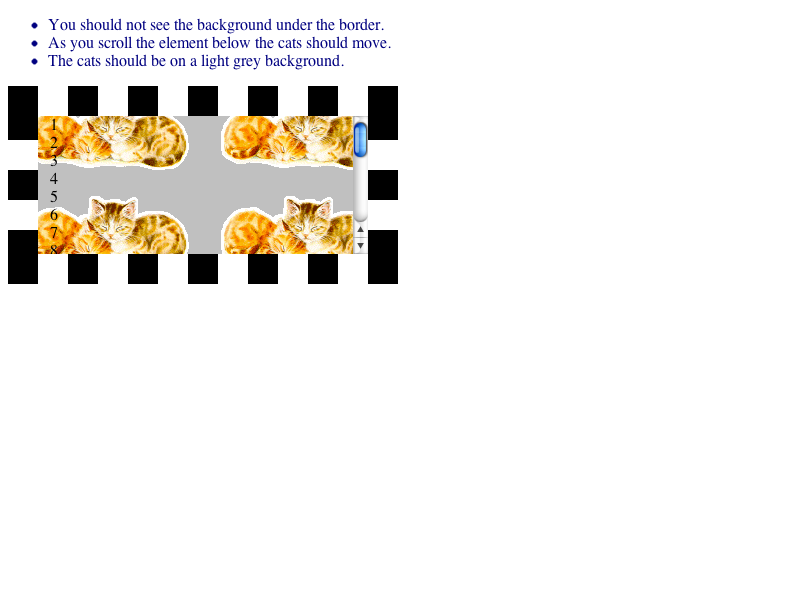 You should not see the background under the border.
As you scroll the element below the cats should move.
The cats should be on a light grey background.
1
2
3
4
5
6
7
8